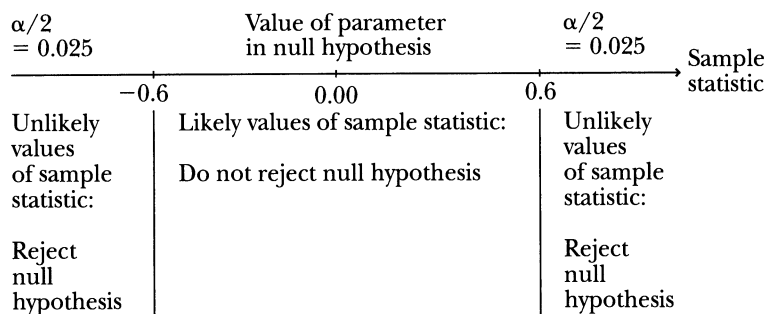 α/2
= 0.025
Value of parameter
in null hypothesis
α/2
= 0.025
Sample
statistic
−0.6
0.00
0.6
Unlikely
values
of sample
statistic:
Reject
null
hypothesis
Likely values of sample statistic:
Do not reject null hypothesis
Unlikely
values
of sample
statistic:
Reject
null
hypothesis